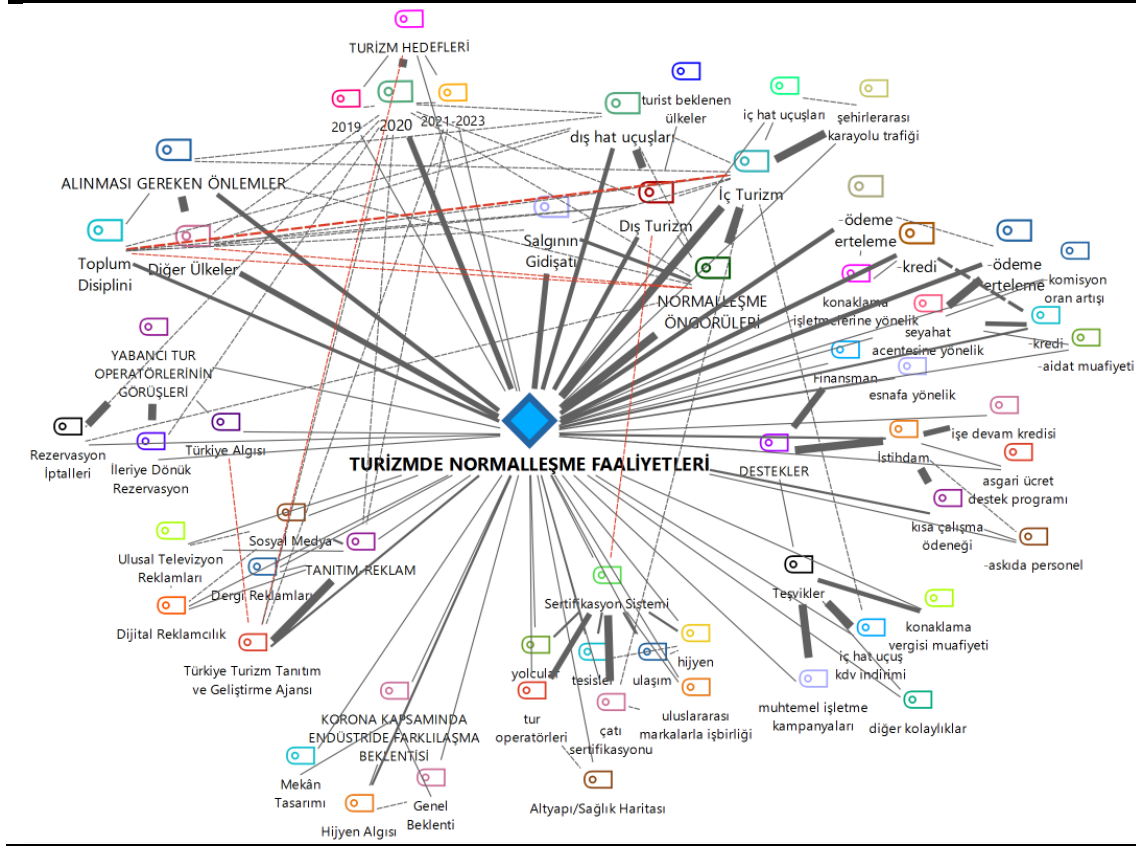 TURİZM HEDEFLERİ
2019
2020
2021-2023
turist beklenen
ülkeler
dış hat uçuşları
iç hat uçuşları
şehirlerarası
karayolu trafiği
ALINMASI GEREKEN ÖNLEMLER
İç Turizm
Dış Turizm
Toplum
Disiplini
Diğer Ülkeler
Salgının
Gidişatı
NORMALLEŞME
ÖNGÖRÜLERİ
-ödeme
erteleme
-kredi
-ödeme
erteleme
komisyon
oran artışı
konaklama
işletmelerine yönelik
seyahat
acentesine yönelik
-kredi
-aidat muafiyeti
Finansman
esnafa yönelik
YABANCI TUR
OPERATÖRLERİNİN
GÖRÜŞLERİ
Rezervasyon
İptalleri
İleriye Dönük
Rezervasyon
Türkiye Algısı
TURİZMDE NORMALLEŞME FAALİYETLERİ
DESTEKLER
İstihdam
işe devam kredisi
asgari ücret
destek programı
kısa çalışma
ödeneği
-askıda personel
Ulusal Televizyon
Reklamları
Sosyal Medya
TANITIM-REKLAM
Dergi Reklamları
Dijital Reklamcılık
Türkiye Turizm Tanıtım
ve Geliştirme Ajansı
Sertifikasyon Sistemi
yolcular
tesisler
ulaşım
hijyen
tur
operatörleri
çatı
sertifikasyonu
uluslararası
markalarla işbirliği
Altyapı/Sağlık Haritası
Teşvikler
konaklama
vergisi muafiyeti
iç hat uçuş
kdv indirimi
muhtemel işletme
kampanyaları
diğer kolaylıklar
KORONA KAPSAMINDA
ENDÜSTRİDE FARKLILAŞMA
BEKLENTİSİ
Mekân
Tasarımı
Hijyen Algısı
Genel
Beklenti